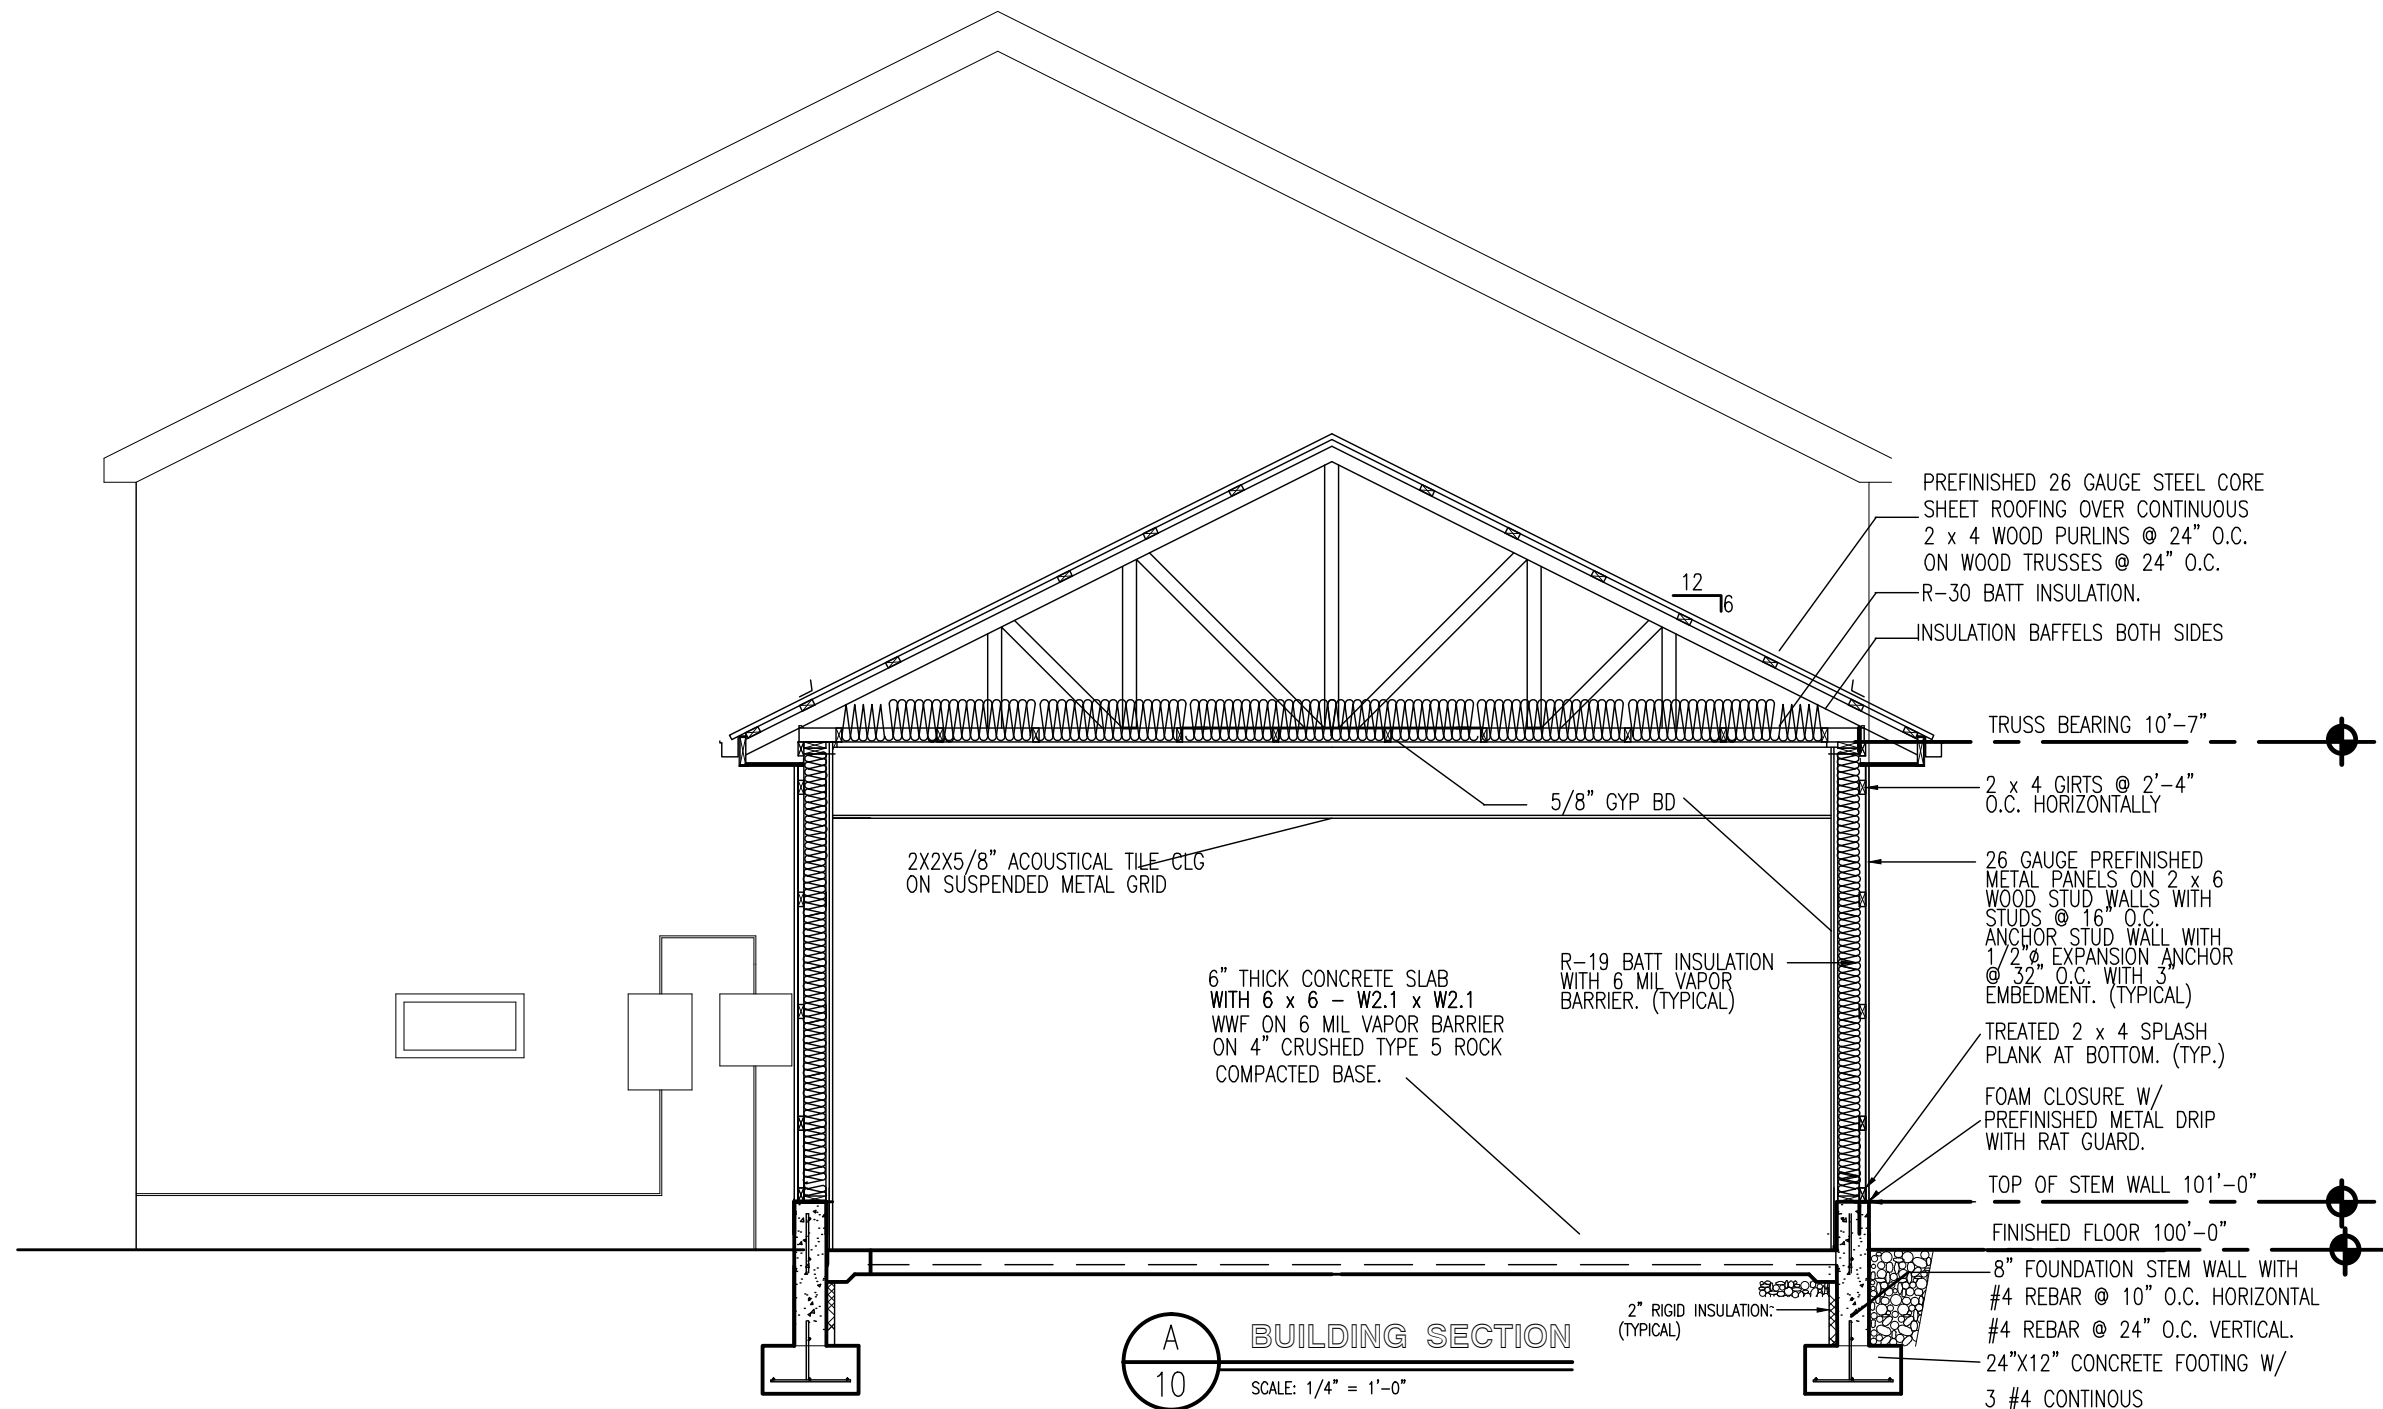 PREFINISHED 26 GAUGE STEEL CORE
SHEET ROOFING OVER CONTINUOUS
2 x 4 WOOD PURLINS @ 24" O.C.
ON WOOD TRUSSES @ 24" O.C.
R-30 BATT INSULATION.
INSULATION BAFFELS BOTH SIDES
12
6
TRUSS BEARING 10'-7"
2 x 4 GIRTS @ 2'-4"
O.C. HORIZONTALLY
5/8" GYP BD
2X2X5/8" ACOUSTICAL TILE CLG
ON SUSPENDED METAL GRID
26 GAUGE PREFINISHED
METAL PANELS ON 2 x 6
WOOD STUD WALLS WITH
STUDS @ 16" O.C.
ANCHOR STUD WALL WITH
1/2"ø EXPANSION ANCHOR
@ 32" O.C. WITH 3"
EMBEDMENT. (TYPICAL)
R-19 BATT INSULATION
WITH 6 MIL VAPOR
BARRIER. (TYPICAL)
6" THICK CONCRETE SLAB
WITH 6 x 6 - W2.1 x W2.1
WWF ON 6 MIL VAPOR BARRIER
ON 4" CRUSHED TYPE 5 ROCK
COMPACTED BASE.
TREATED 2 x 4 SPLASH
PLANK AT BOTTOM. (TYP.)
FOAM CLOSURE W/
PREFINISHED METAL DRIP
WITH RAT GUARD.
TOP OF STEM WALL 101'-0"
FINISHED FLOOR 100'-0"
8" FOUNDATION STEM WALL WITH
#4 REBAR @ 10" O.C. HORIZONTAL
#4 REBAR @ 24" O.C. VERTICAL.
24"X12" CONCRETE FOOTING W/
3 #4 CONTINOUS
2" RIGID INSULATION.
(TYPICAL)
A
10
BUILDING SECTION
SCALE: 1/4" = 1'-0"